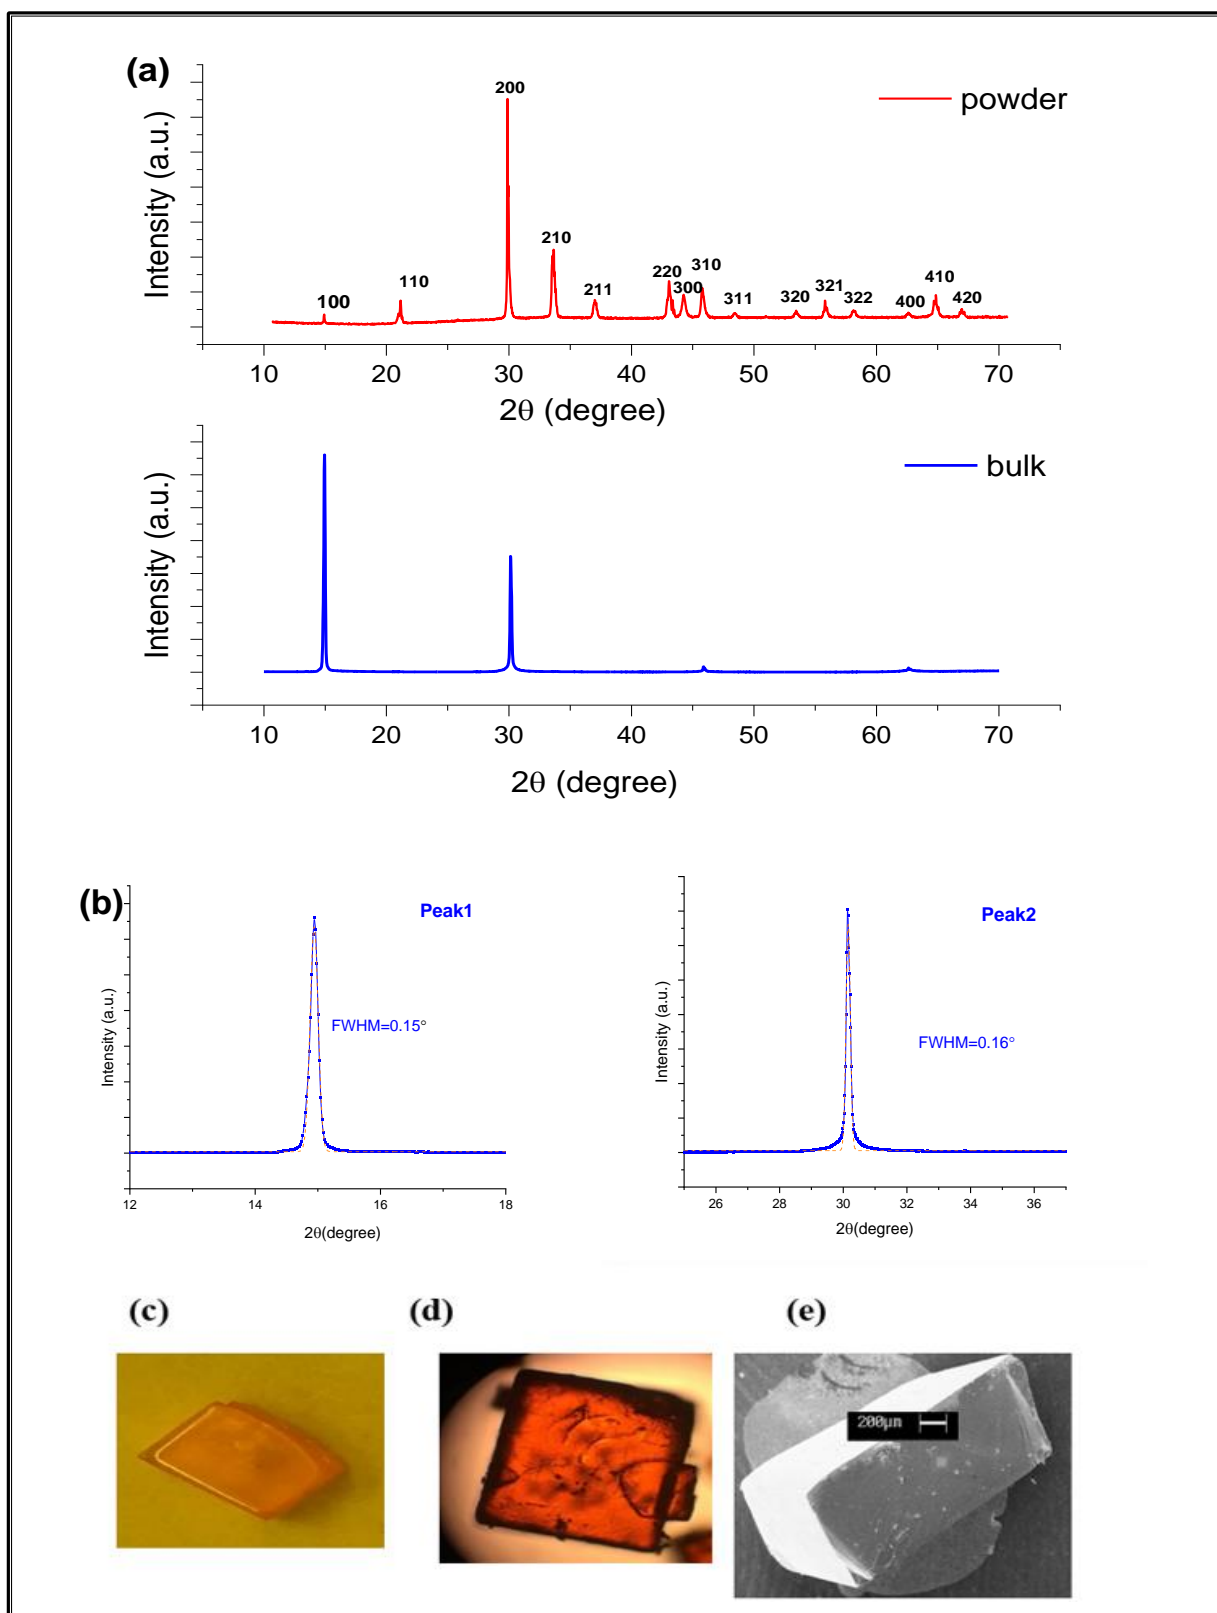 (a)
Intensity (a.u.)
powder
100
110
200
210
211
220
300
310
311
320
321
322
400
410
420
10 20 30 40 50 60 70
2θ (degree)
Intensity (a.u.)
bulk
10 20 30 40 50 60 70
2θ (degree)
(b)
Intensity (a.u.)
Peak1
FWHM=0.15°
12 14 16 18
2θ(degree)
Intensity (a.u.)
Peak2
FWHM=0.16°
26 28 30 32 34 36
2θ(degree)
(c)
(d)
(e)
200μm